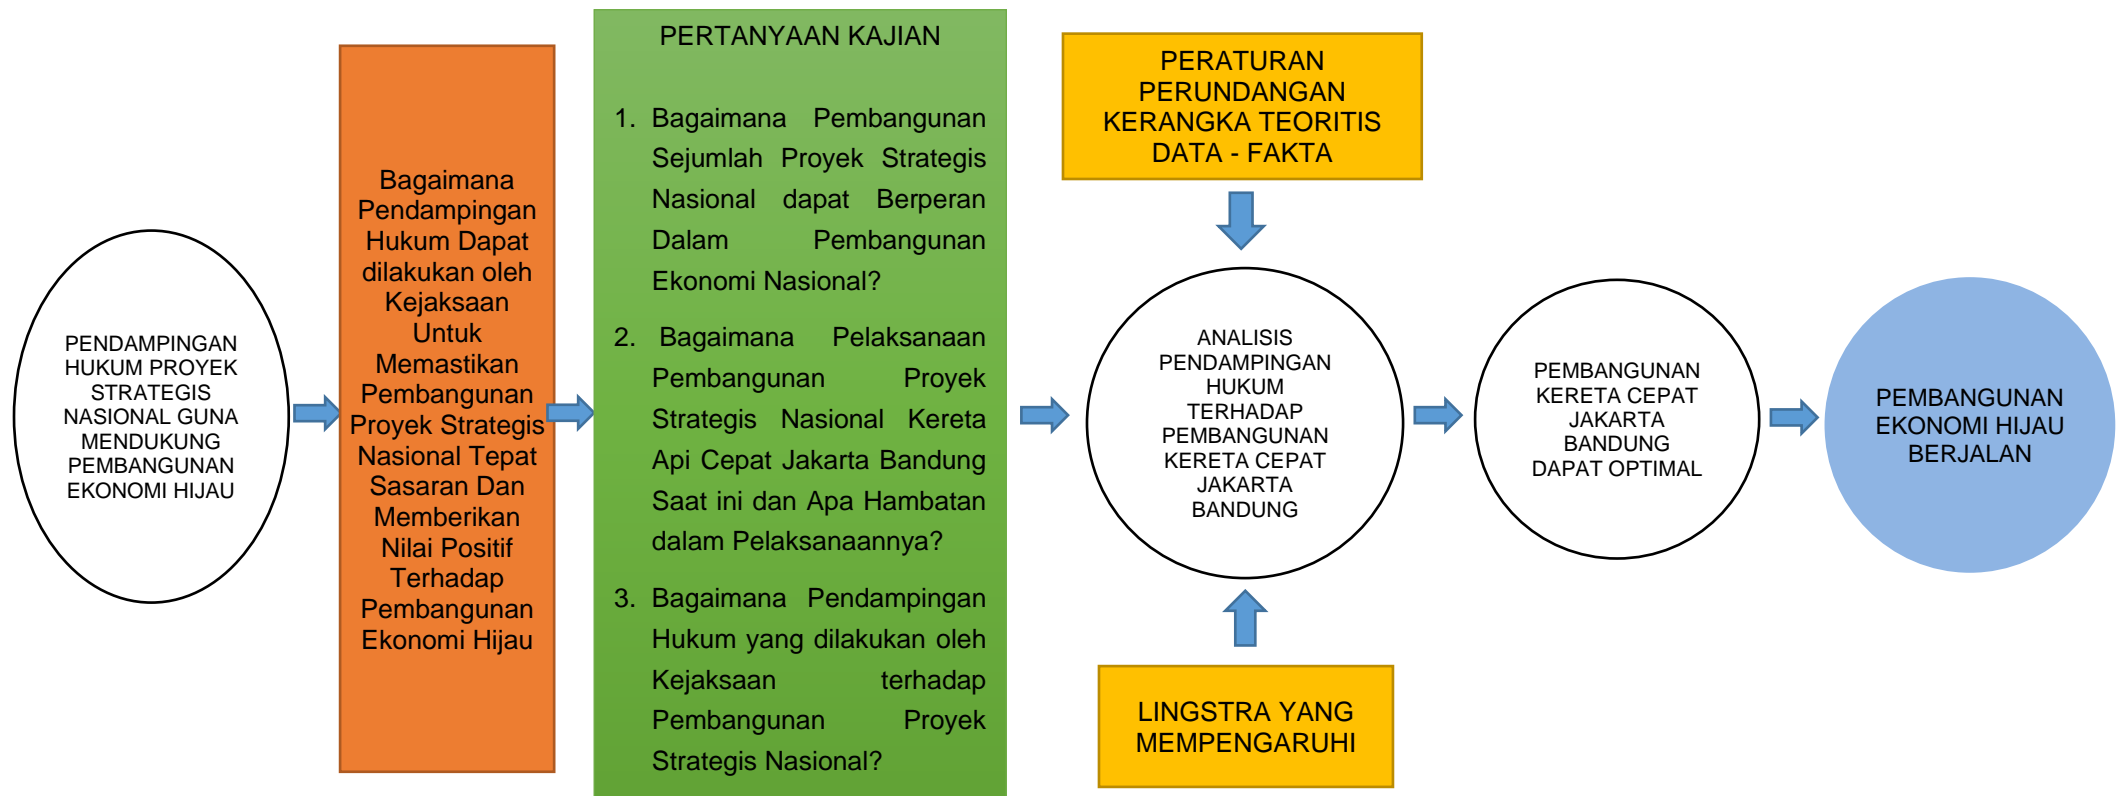 PENDAMPINGAN
HUKUM PROYEK
STRATEGIS
NASIONAL GUNA
MENDUKUNG
PEMBANGUNAN
EKONOMI HIJAU
Bagaimana
Pendampingan
Hukum Dapat
dilakukan oleh
Kejaksaan
Untuk
Memastikan
Pembangunan
Proyek Strategis
Nasional Tepat
Sasaran Dan
Memberikan
Nilai Positif
Terhadap
Pembangunan
Ekonomi Hijau
PERTANYAAN KAJIAN
1. Bagaimana Pembangunan
Sejumlah Proyek Strategis
Nasional dapat Berperan
Dalam Pembangunan
Ekonomi Nasional?
2. Bagaimana Pelaksanaan
Pembangunan Proyek
Strategis Nasional Kereta
Api Cepat Jakarta Bandung
Saat ini dan Apa Hambatan
dalam Pelaksanaannya?
3. Bagaimana Pendampingan
Hukum yang dilakukan oleh
Kejaksaan terhadap
Pembangunan Proyek
Strategis Nasional?
PERATURAN
PERUNDANGAN
KERANGKA TEORITIS
DATA - FAKTA
ANALISIS
PENDAMPINGAN
HUKUM
TERHADAP
PEMBANGUNAN
KERETA CEPAT
JAKARTA
BANDUNG
LINGSTRA YANG
MEMPENGARUHI
PEMBANGUNAN
KERETA CEPAT
JAKARTA
BANDUNG
DAPAT OPTIMAL
PEMBANGUNAN
EKONOMI HIJAU
BERJALAN